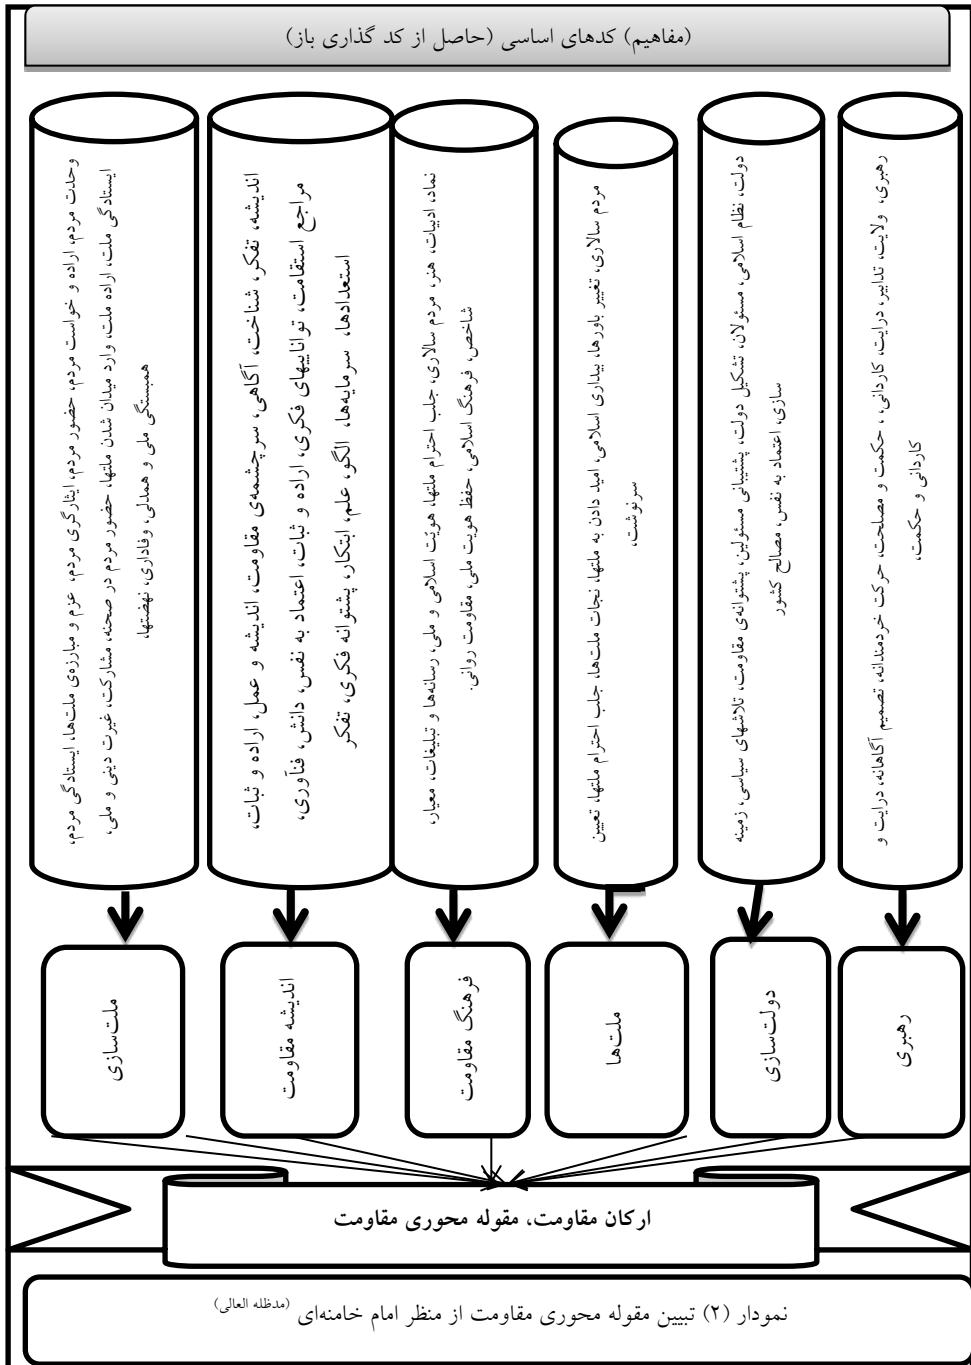 (مفاهیم) کدهای اساسی (حاصل از کد گذاری باز)
رهبری، ولایت، تدابیر، درایت، کاردانی، ، حکمت و مصلحت، حرکت خردمندانه، تصمیم آگاهانه، درایت و
کاردانی و حکمت،
دولت، نظام اسلامی، مسئولان، تشکیل دولت، پشتیبانی مسئولین، پشتوانه‌ی مقاومت، تلاشهای سیاسی، زمینه
سازی، اعتماد به نفس، مصالح کشور
مردم سالاری، تغییر باورها، بیداری اسلامی، امید دادن به ملتها، نجات ملت‌ها، جلب احترام ملتها، تعیین
سرنوشت،
نماد، ادبیات، هنر، مردم سالاری، جلب احترام ملتها، هویّت اسلامی و ملی، رسانه‌ها و تبلیغات، معیار،
شاخص، فرهنگ اسلامی، حفظ هویت ملی، مقاومت روانی.
اندیشه، تفکر، شناخت، آگاهی، سرچشمه‌ی مقاومت، اندیشه و عمل، اراده و ثبات،
مراجع استقامت، تواناییهای فکری، اراده و ثبات، اعتماد به نفس، دانش، فنآوری،
استعدادها، سرمایه‌ها، الگو، علم، ابتکار، پشتوانه فکری، تفکر
وحدت مردم، اراده و خواست مردم، حضور مردم، ایثارگری مردم، عزم و مبارزه‌ی ملت‌ها، ایستادگی مردم،
ایستادگی ملت، اراده ملت، وارد میدان شدن ملتها، حضور مردم در صحنه، مشارکت، غیرت دینی و ملی،
همبستگی ملی و همدلی، وفاداری، نهضتها،
رهبری
دولت‌سازی
ملت‌ها
فرهنگ مقاومت
اندیشه مقاومت
ملت‌سازی
ارکان مقاومت، مقوله محوری مقاومت
نمودار (۲) تبیین مقوله محوری مقاومت از منظر امام خامنه‌ای (مدظله العالی)